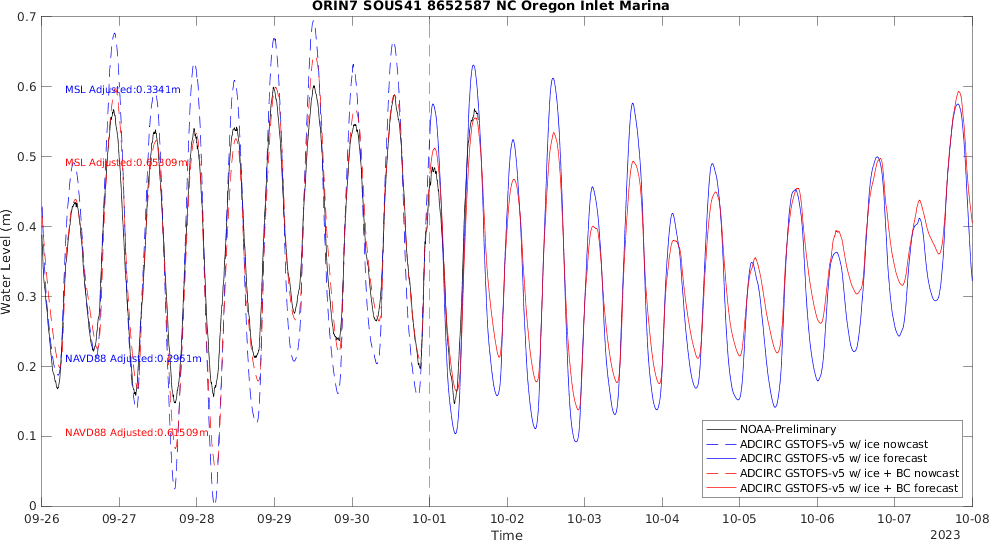 ORIN7 SOUS41 8652587 NC Oregon Inlet Marina
0.7
0.6
0.5
0.4
0.3
0.2
0.1
0
Water Level (m)
MSL Adjusted:0.3341m
MSL Adjusted:0.65309m
NAVD88 Adjusted:0.2961m
NAVD88 Adjusted:0.61509m
NOAA-Preliminary
ADCIRC GSTOFS-v5 w/ ice nowcast
ADCIRC GSTOFS-v5 w/ ice forecast
ADCIRC GSTOFS-v5 w/ ice + BC nowcast
ADCIRC GSTOFS-v5 w/ ice + BC forecast
09-26 09-27 09-28 09-29 09-30 10-01 10-02 10-03 10-04 10-05 10-06 10-07 10-08
Time
2023